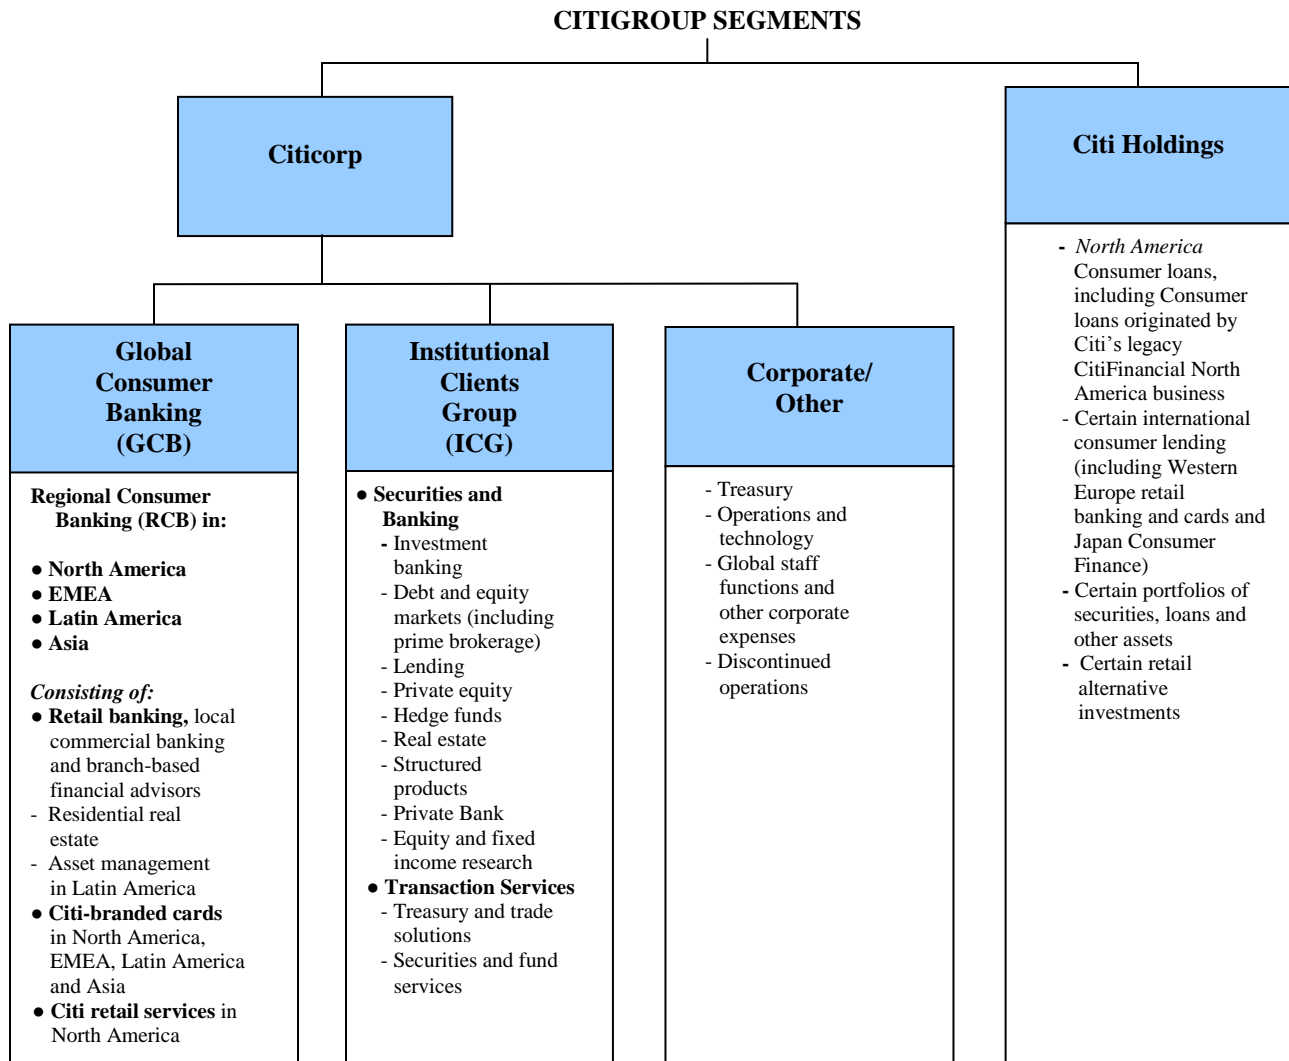 CITIGROUP SEGMENTS
Citicorp
Citi Holdings
- North America
Consumer loans,
including Consumer
loans originated by
Citi’s legacy
CitiFinancial North
America business
- Certain international
consumer lending
(including Western
Europe retail
banking and cards and
Japan Consumer
Finance)
- Certain portfolios of
securities, loans and
other assets
- Certain retail
alternative
investments
Global
Consumer
Banking
(GCB)
Regional Consumer
Banking (RCB) in:
● North America
● EMEA
● Latin America
● Asia
Consisting of:
● Retail banking, local
commercial banking
and branch-based
financial advisors
- Residential real
estate
- Asset management
in Latin America
● Citi-branded cards
in North America,
EMEA, Latin America
and Asia
● Citi retail services in
North America
Institutional
Clients
Group
(ICG)
● Securities and
Banking
- Investment
banking
- Debt and equity
markets (including
prime brokerage)
- Lending
- Private equity
- Hedge funds
- Real estate
- Structured
products
- Private Bank
- Equity and fixed
income research
● Transaction Services
- Treasury and trade
solutions
- Securities and fund
services
Corporate/
Other
- Treasury
- Operations and
technology
- Global staff
functions and
other corporate
expenses
- Discontinued
operations